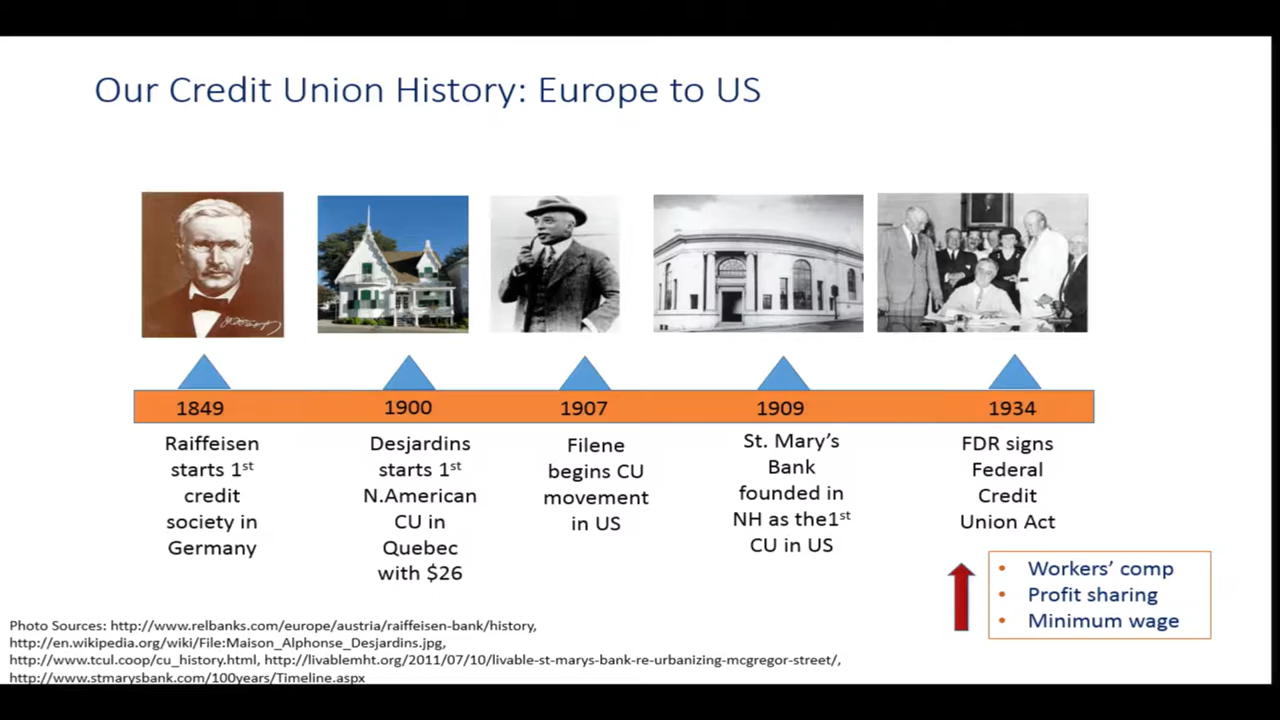 Our Credit Union History: Europe to US
1849
Raiffeisen
starts 1st
credit
society in
Germany
1900
Desjardins
starts 1st
N.American
CU in
Quebec
with $26
1907
Filene
begins CU
movement
in US
1909
St. Mary's
Bank
founded in
NH as the1st
CU in US
1934
FDR signs
Federal
Credit
Union Act
• Workers' comp
• Profit sharing
• Minimum wage
Photo Sources: http://www.relbanks.com/europe/austria/raiffeisen-bank/history,
http://en.wikipedia.org/wiki/File:Maison_Alphonse_Desjardins.jpg,
http://www.tcul.coop/cu_history.html, http://livablemht.org/2011/07/10/livable-st-marys-bank-re-urbanizing-mcgregor-street/,
http://www.stmarysbank.com/100years/Timeline.aspx